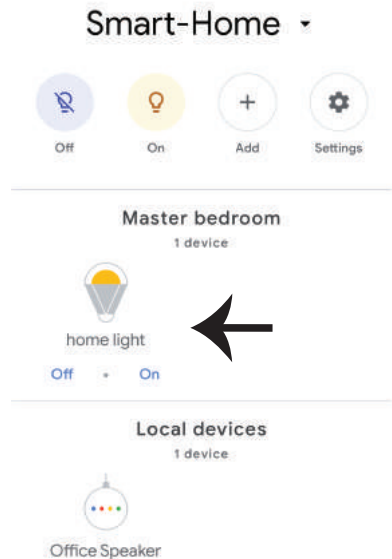 Smart-Home
Off On Add Settings
Master bedroom
1 device
home light
Off • On
Local devices
1 device
Office Speaker